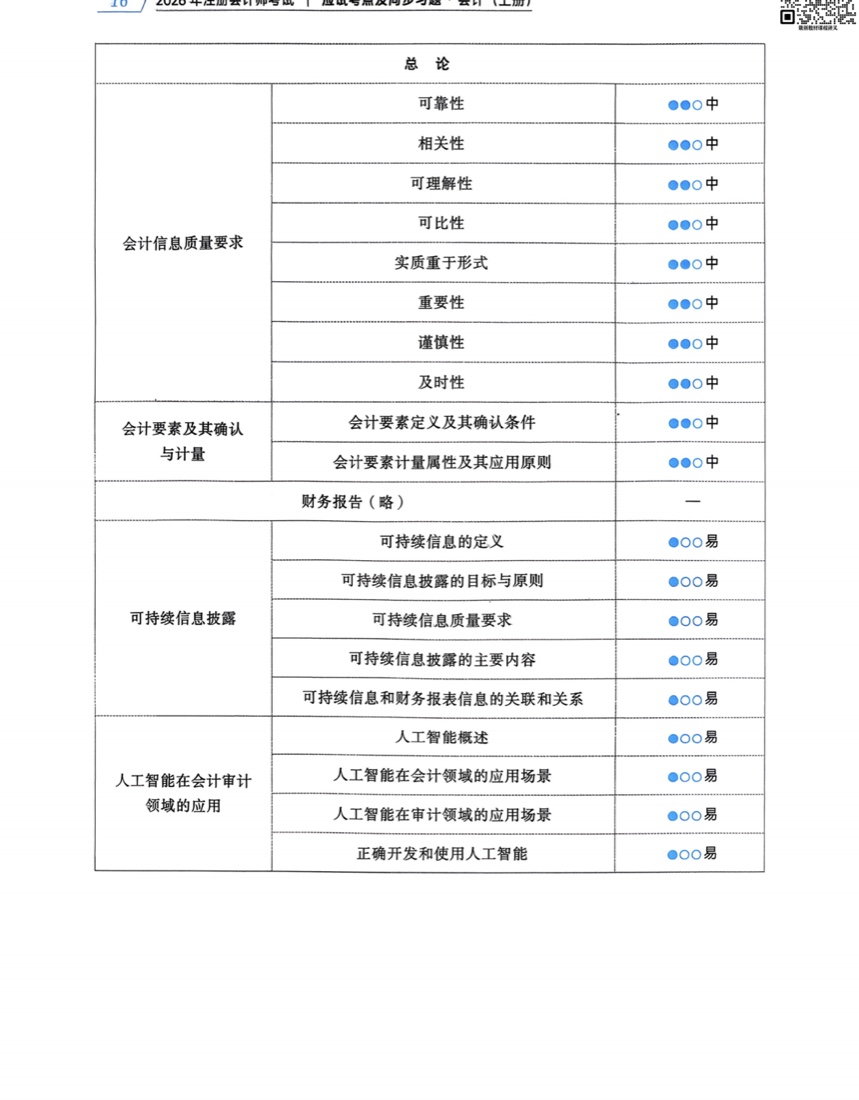 16 2026年注册会计师考试 | 应试考点及同步习题·会计(上册)
总 论
会计信息质量要求
可靠性 中
相关性 中
可理解性 中
可比性 中
实质重于形式 中
重要性 中
谨慎性 中
及时性 中
会计要素及其确认
与计量
会计要素定义及其确认条件 中
会计要素计量属性及其应用原则 中
财务报告(略) —
可持续信息披露
可持续信息的定义 易
可持续信息披露的目标与原则 易
可持续信息质量要求 易
可持续信息披露的主要内容 易
可持续信息和财务报表信息的关联和关系 易
人工智能在会计审计
领域的应用
人工智能概述 易
人工智能在会计领域的应用场景 易
人工智能在审计领域的应用场景 易
正确开发和使用人工智能 易